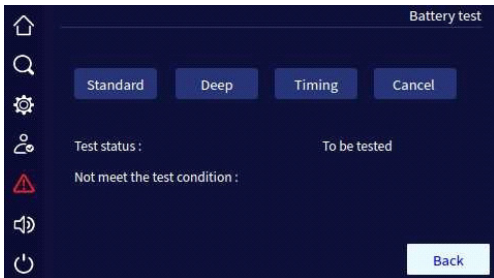 Battery test
Standard Deep Timing Cancel
Test status : To be tested
Not meet the test condition :
Back